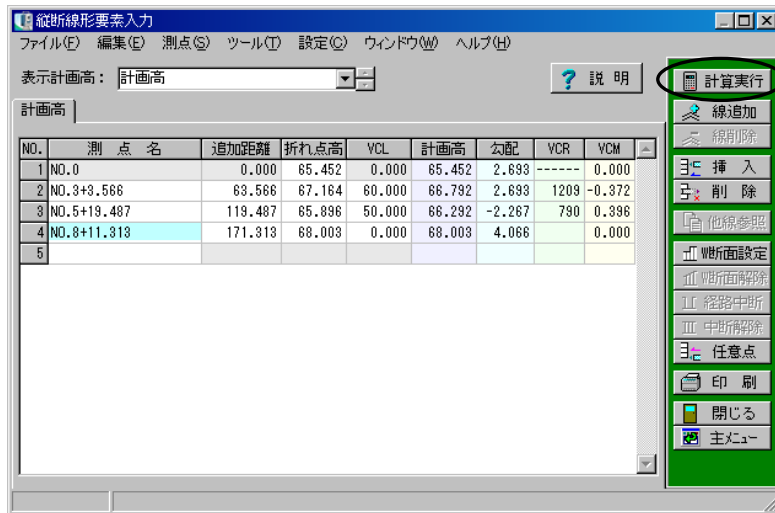 縦断線形要素入力
ファイル(F) 編集(E) 測点(S) ツール(T) 設定(C) ウィンドウ(W) ヘルプ(H)
表示計画高： 計画高 ? 説 明
計画高
NO. 測 点 名 追加距離 折れ点高 VCL 計画高 勾配 VCR VCM
1 NO.0 0.000 65.452 0.000 65.452 2.693 ------ 0.000
2 NO.3+3.566 63.566 67.164 60.000 66.792 2.693 1209 -0.372
3 NO.5+19.487 119.487 65.896 50.000 66.292 -2.267 790 0.396
4 NO.8+11.313 171.313 68.003 0.000 68.003 4.066 0.000
5
計算実行
線追加
線削除
挿 入
削 除
他線参照
W断面設定
W断面解除
経路中断
中断解除
任意点
印 刷
閉じる
主メニュー